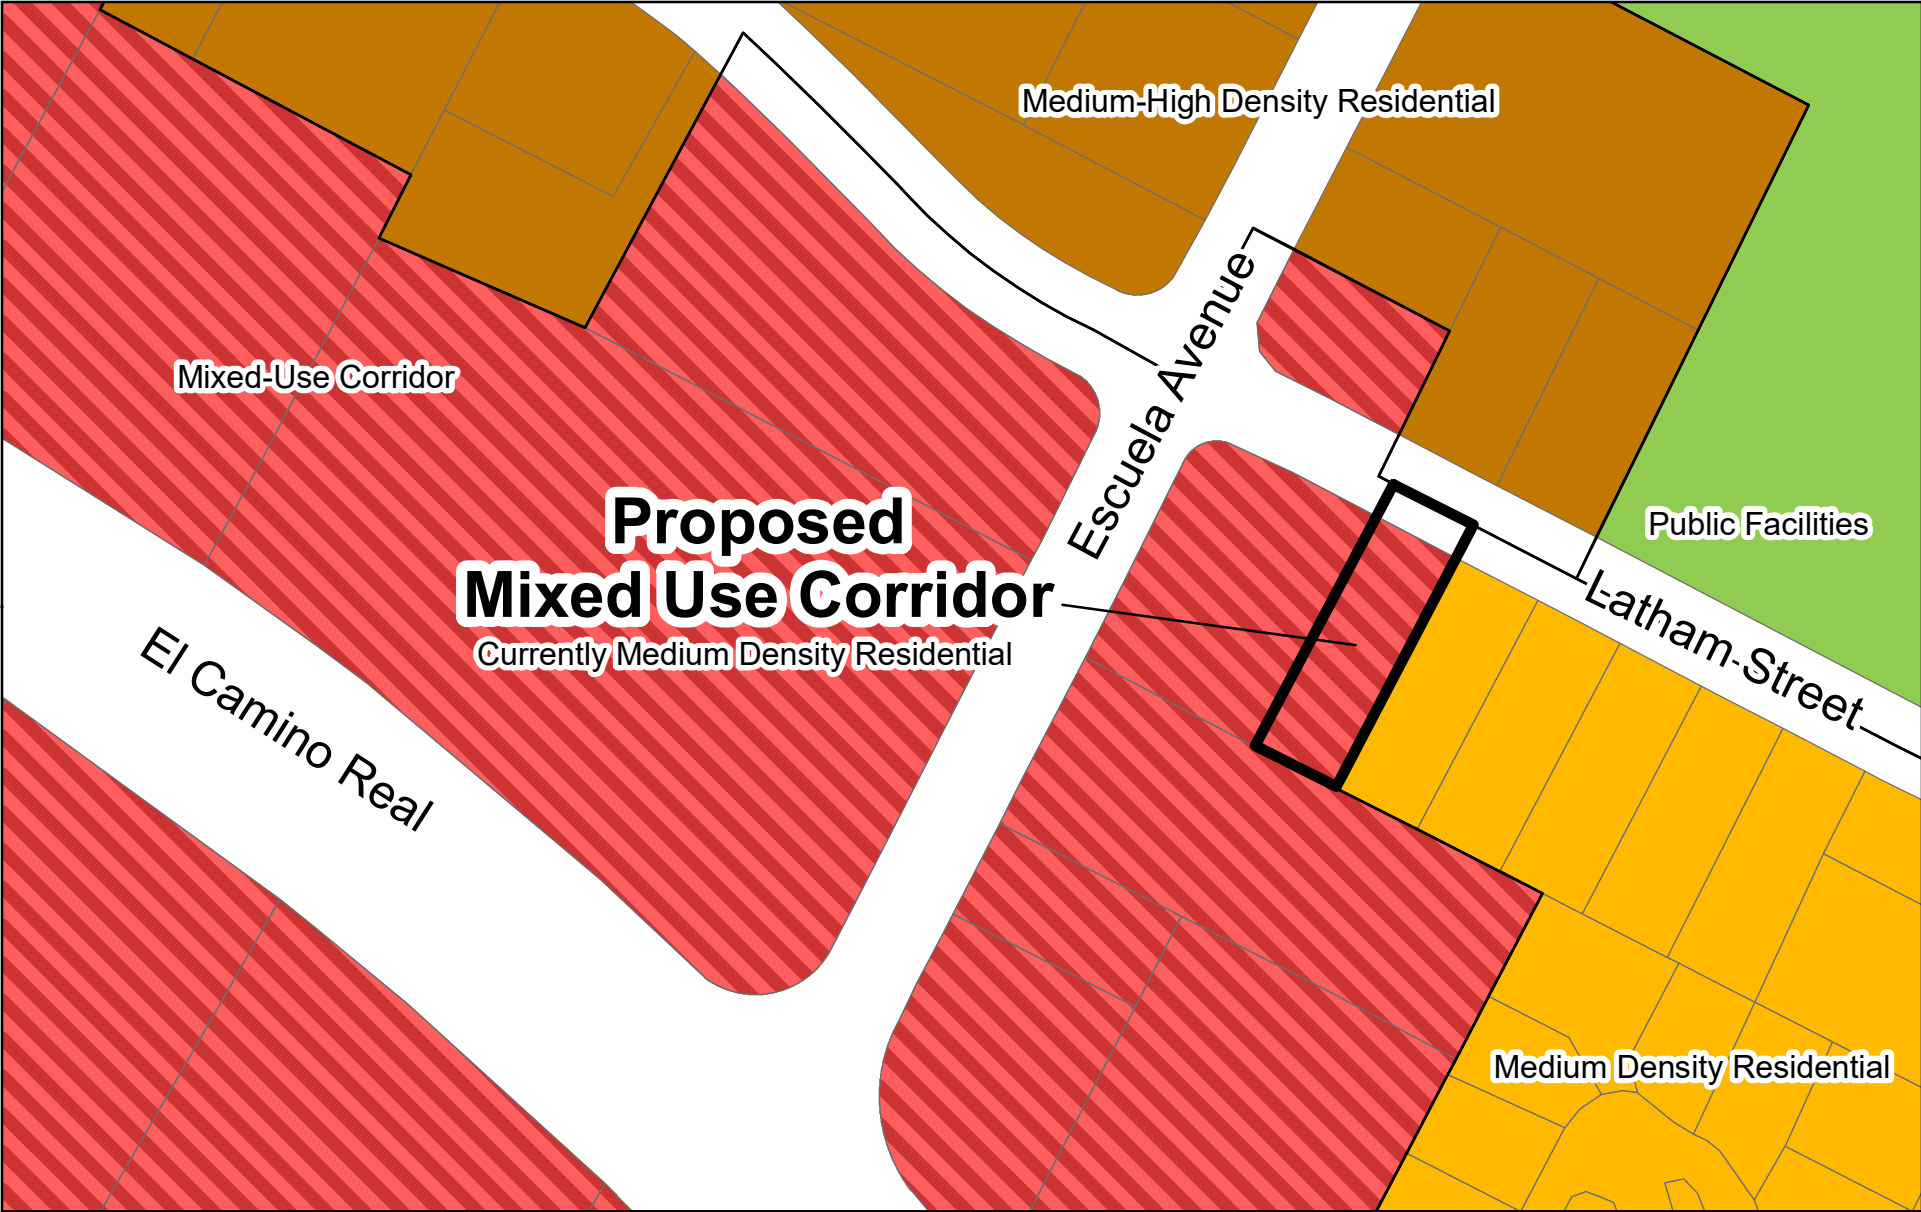 Medium-High Density Residential
Escuela Avenue
Mixed-Use Corridor
Proposed
Mixed Use Corridor
Currently Medium Density Residential
Public Facilities
Latham Street
El Camino Real
Medium Density Residential